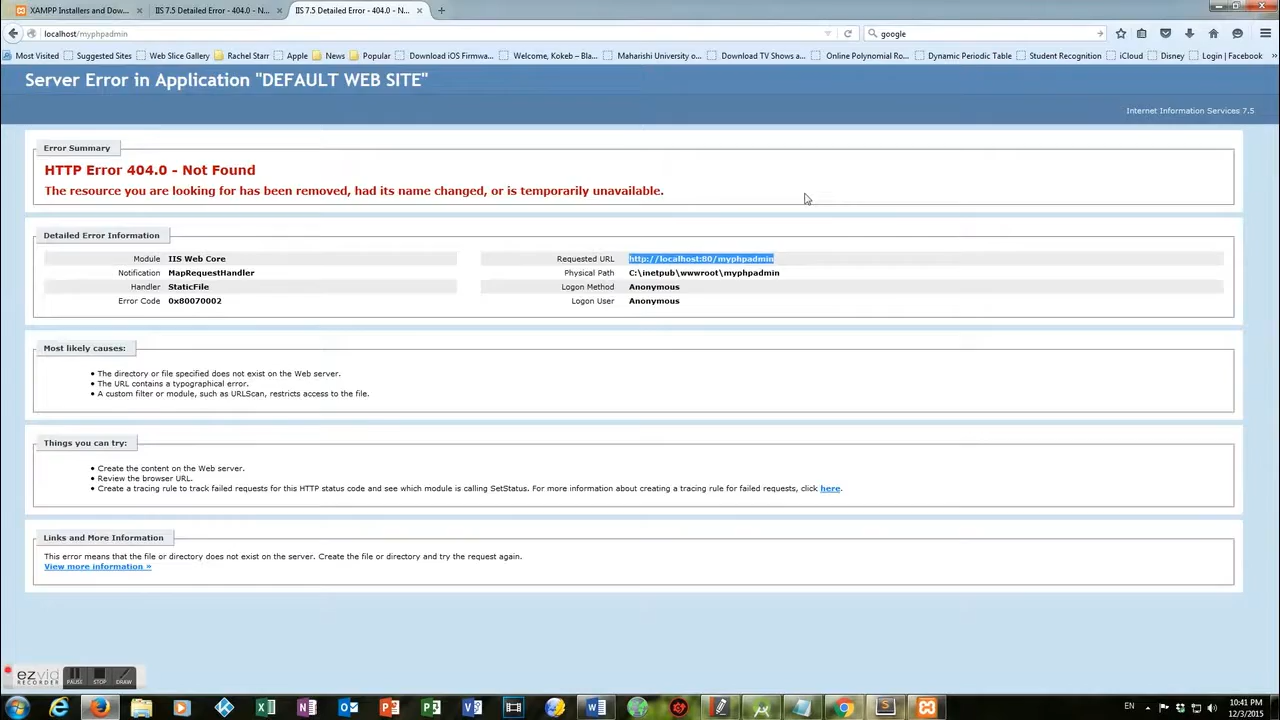 XAMPP Installers and Dow...
IIS 7.5 Detailed Error - 404.0 - N...
IIS 7.5 Detailed Error - 404.0 - N...
localhost/myphpadmin
google
Most Visited
Suggested Sites
Web Slice Gallery
Rachel Starr
Apple
News
Popular
Download iOS Firmwa...
Welcome, Kokeb – Bla...
Maharishi University o...
Download TV Shows a...
Online Polynomial Ro...
Dynamic Periodic Table
Student Recognition
iCloud
Disney
Login | Facebook
Server Error in Application "DEFAULT WEB SITE"
Internet Information Services 7.5
Error Summary
HTTP Error 404.0 - Not Found
The resource you are looking for has been removed, had its name changed, or is temporarily unavailable.
Detailed Error Information
Module IIS Web Core
Notification MapRequestHandler
Handler StaticFile
Error Code 0x80070002
Requested URL http://localhost:80/myphpadmin
Physical Path C:\inetpub\wwwroot\myphpadmin
Logon Method Anonymous
Logon User Anonymous
Most likely causes:
• The directory or file specified does not exist on the Web server.
• The URL contains a typographical error.
• A custom filter or module, such as URLScan, restricts access to the file.
Things you can try:
• Create the content on the Web server.
• Review the browser URL.
• Create a tracing rule to track failed requests for this HTTP status code and see which module is calling SetStatus. For more information about creating a tracing rule for failed requests, click here.
Links and More Information
This error means that the file or directory does not exist on the server. Create the file or directory and try the request again.
View more information »
ezvid
RECORDER
PAUSE
STOP
DRAW
EN
10:41 PM
12/3/2015